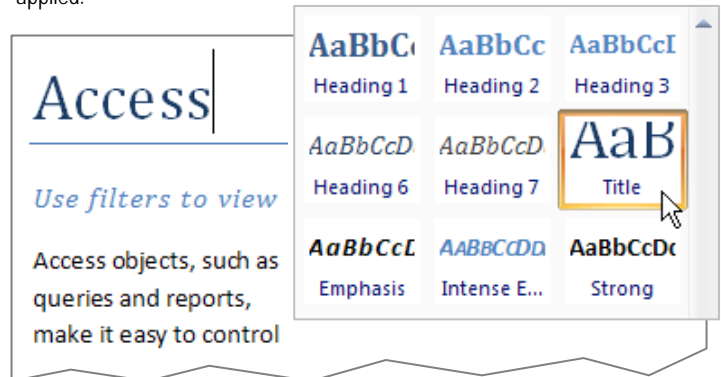 applied.
Access
Use filters to view
Access objects, such as
queries and reports,
make it easy to control
AaBbC AaBbCc AaBbCcI
Heading 1 Heading 2 Heading 3
AaBbCcD AaBbCcD AaB
Heading 6 Heading 7 Title
AaBbCcD AaBbCcDd AaBbCcDc
Emphasis Intense E... Strong